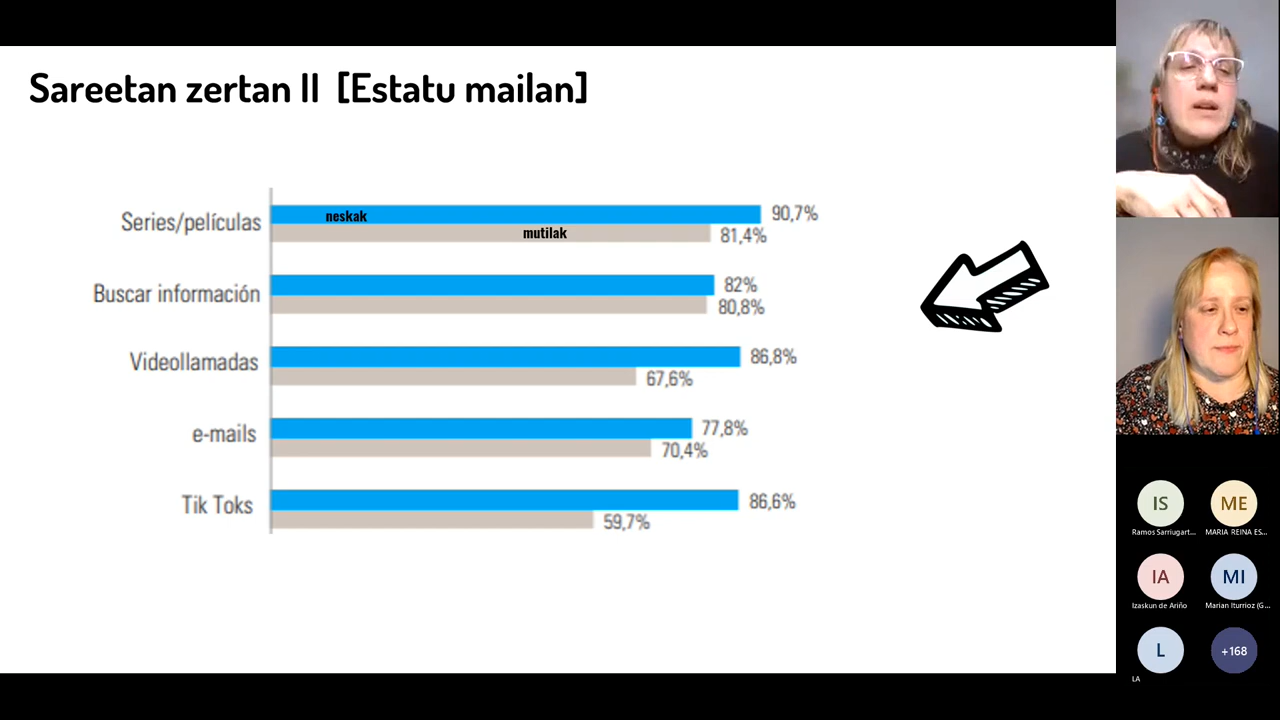 Sareetan zertan II [Estatu mailan]
Series/películas
neskak
90,7%
mutilak
81,4%
Buscar información
82%
80,8%
Videollamadas
86,8%
67,6%
e-mails
77,8%
70,4%
Tik Toks
86,6%
59,7%
IS
Ramos Sarriugart...
ME
MARIA REINA ES...
IA
Izaskun de Ariño
MI
Marian Iturrioz (G...
L
LA
+168